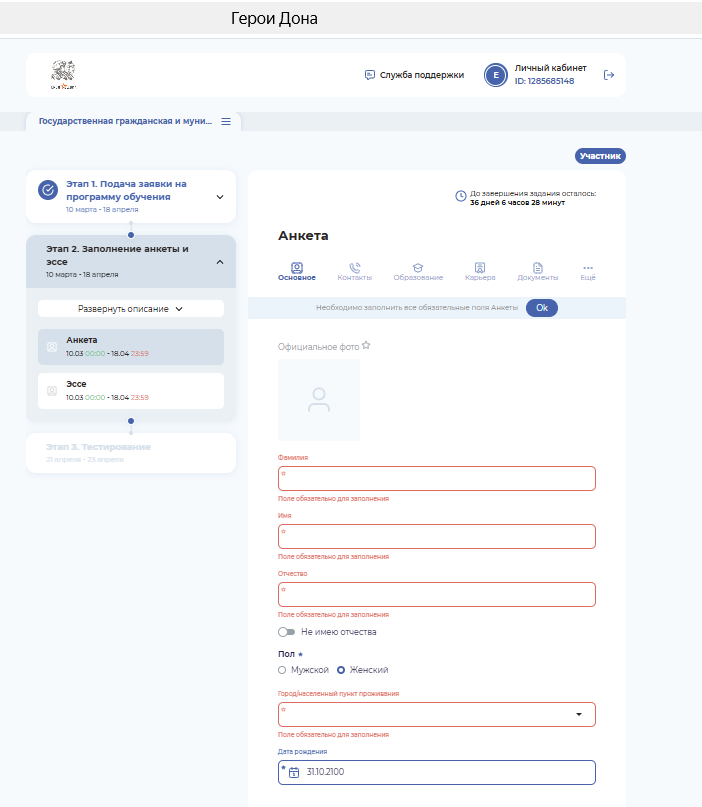 Герои Дона
Служба поддержки
Е
Личный кабинет
ID: 1285685148
Государственная гражданская и муни...
Участник
Этап 1. Подача заявки на
программу обучения
10 марта - 18 апреля
Этап 2. Заполнение анкеты и
эссе
10 марта - 18 апреля
Развернуть описание
Анкета
10.03 00:00 - 18.04 23:59
Эссе
10.03 00:00 - 18.04 23:59
Этап 3. Тестирование
21 апреля - 25 апреля
До завершения задания осталось:
36 дней 6 часов 28 минут
Анкета
Основное
Контакты
Образование
Карьера
Документы
Ещё
Необходимо заполнить все обязательные поля Анкеты
Ok
Официальное фото
Фамилия
Поле обязательно для заполнения
Имя
Поле обязательно для заполнения
Отчество
Поле обязательно для заполнения
Не имею отчества
Пол
Мужской
Женский
Город/населенный пункт проживания
Поле обязательно для заполнения
Дата рождения
31.10.2100